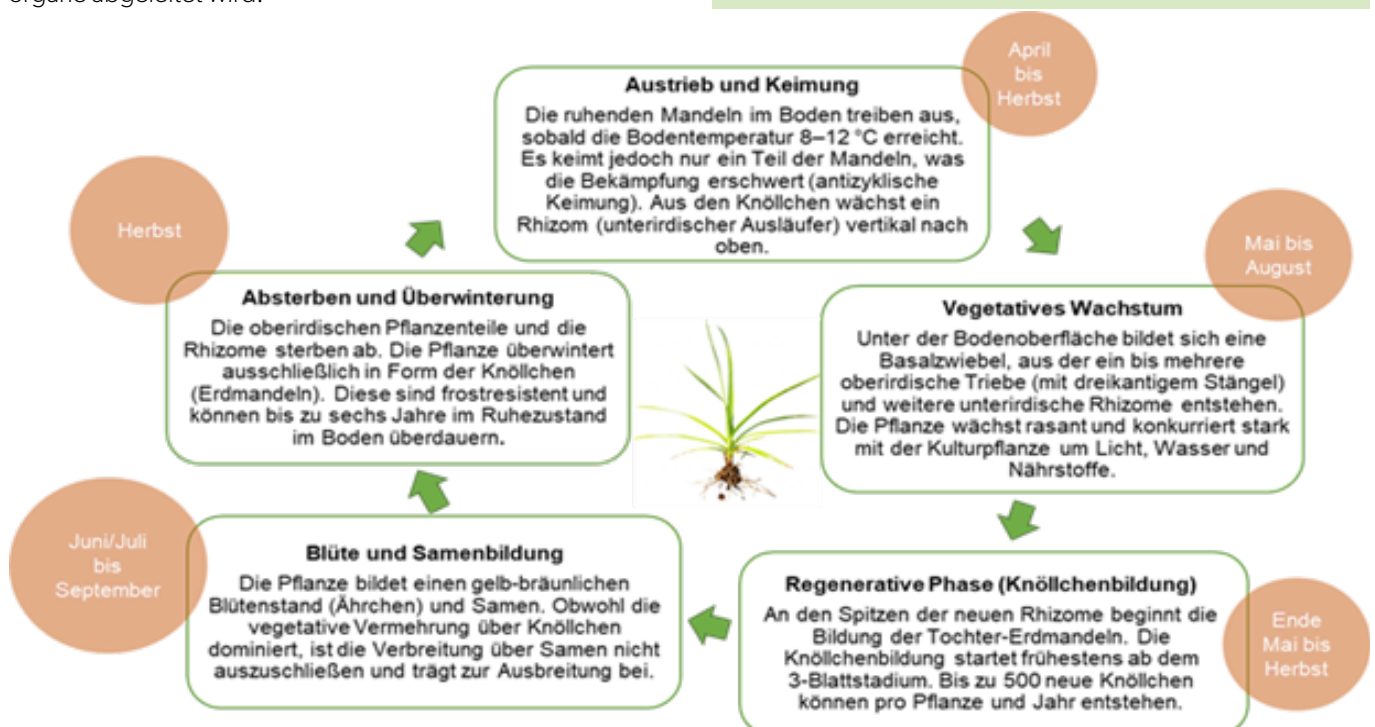 organe abgeleitet wird.
April
bis
Herbst
Austrieb und Keimung
Die ruhenden Mandeln im Boden treiben aus,
sobald die Bodentemperatur 8–12 °C erreicht.
Es keimt jedoch nur ein Teil der Mandeln, was
die Bekämpfung erschwert (antizyklische
Keimung). Aus den Knöllchen wächst ein
Rhizom (unterirdischer Ausläufer) vertikal nach
oben.
Mai bis
August
Vegetatives Wachstum
Unter der Bodenoberfläche bildet sich eine
Basalzwiebel, aus der ein bis mehrere
oberirdische Triebe (mit dreikantigem Stängel)
und weitere unterirdische Rhizome entstehen.
Die Pflanze wächst rasant und konkurriert stark
mit der Kulturpflanze um Licht, Wasser und
Nährstoffe.
Ende
Mai bis
Herbst
Regenerative Phase (Knöllchenbildung)
An den Spitzen der neuen Rhizome beginnt die
Bildung der Tochter-Erdmandeln. Die
Knöllchenbildung startet frühestens ab dem
3-Blattstadium. Bis zu 500 neue Knöllchen
können pro Pflanze und Jahr entstehen.
Juni/Juli
bis
September
Blüte und Samenbildung
Die Pflanze bildet einen gelb-bräunlichen
Blütenstand (Ährchen) und Samen. Obwohl die
vegetative Vermehrung über Knöllchen
dominiert, ist die Verbreitung über Samen nicht
auszuschließen und trägt zur Ausbreitung bei.
Herbst
Absterben und Überwinterung
Die oberirdischen Pflanzenteile und die
Rhizome sterben ab. Die Pflanze überwintert
ausschließlich in Form der Knöllchen
(Erdmandeln). Diese sind frostresistent und
können bis zu sechs Jahre im Ruhezustand
im Boden überdauern.